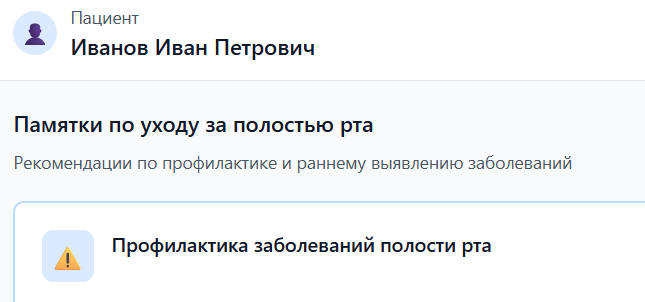 Пациент
Иванов Иван Петрович
Памятки по уходу за полостью рта
Рекомендации по профилактике и раннему выявлению заболеваний
Профилактика заболеваний полости рта